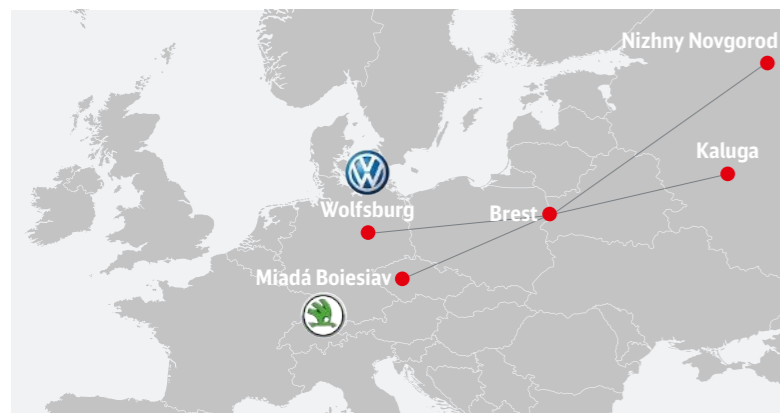 Nizhny Novgorod
Kaluga
Wolfsburg
Brest
Miadá Boiesiav